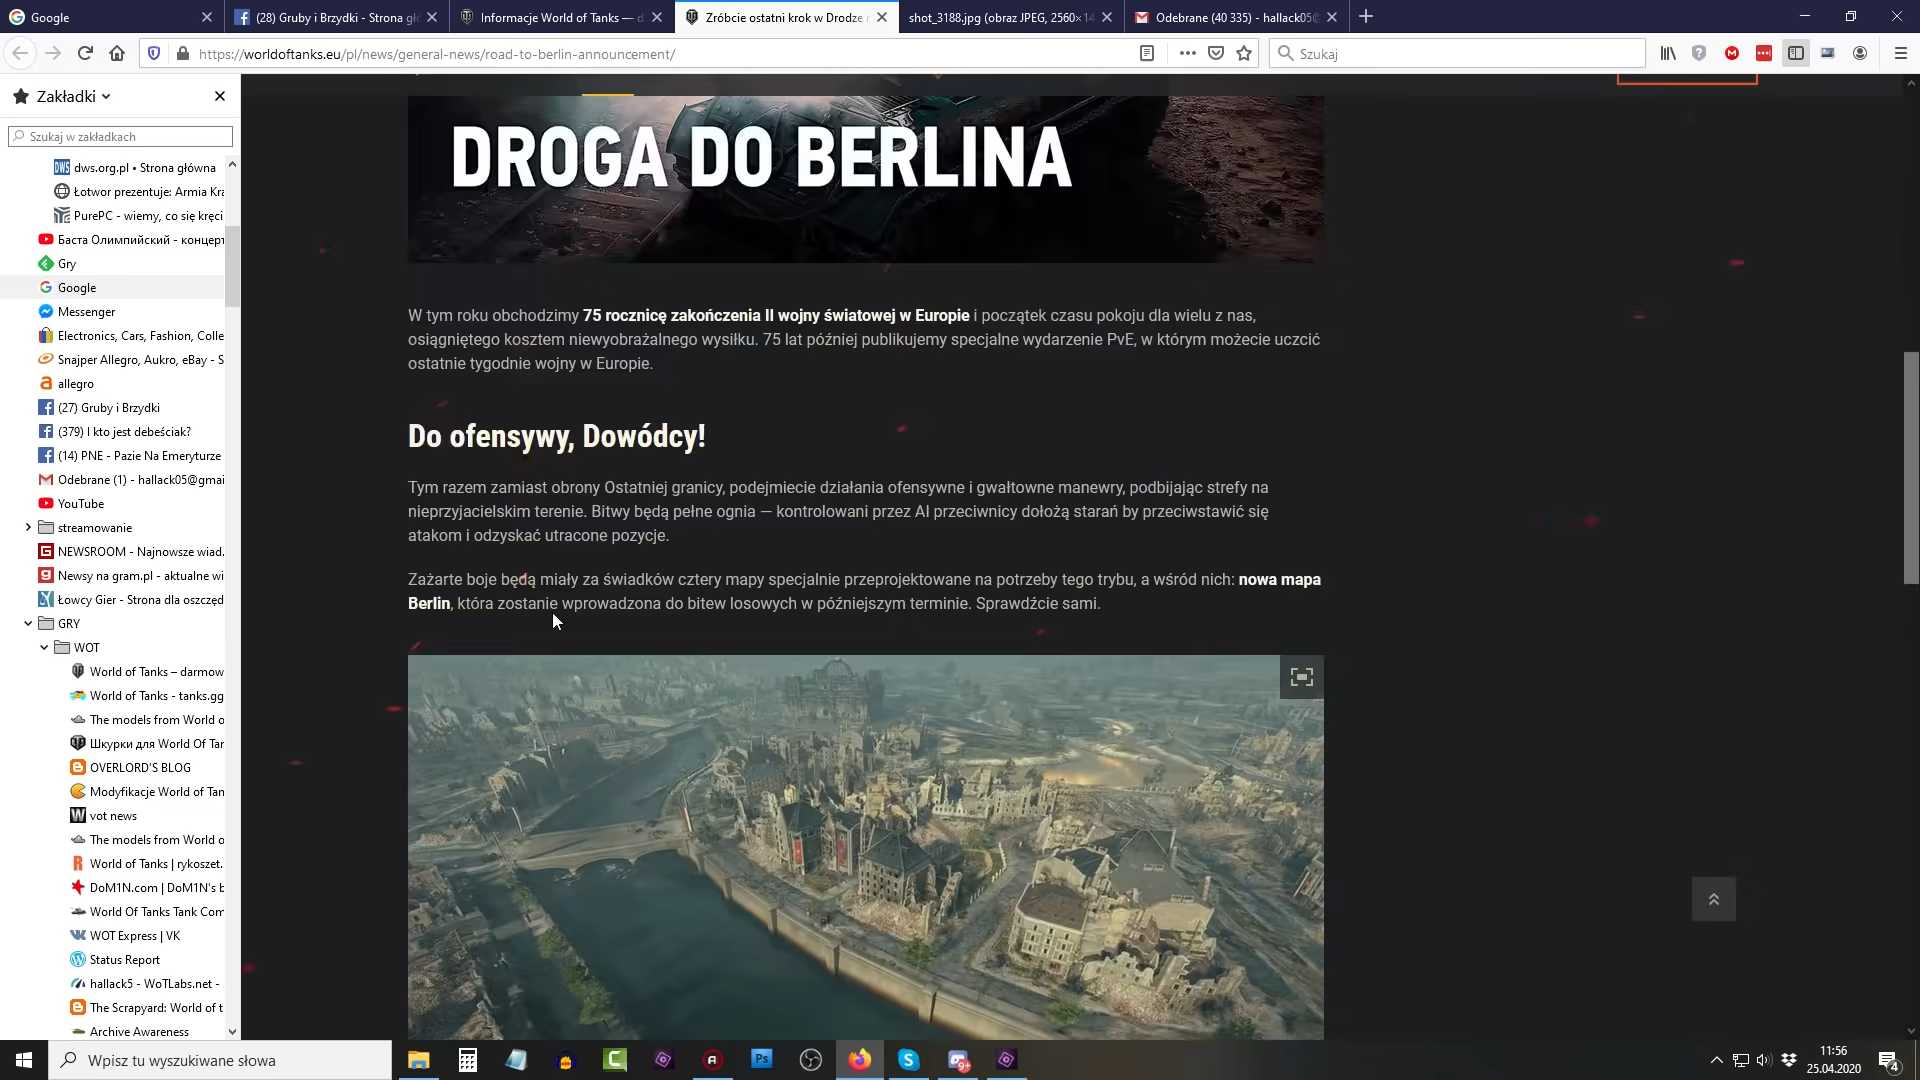 Google
(28) Gruby i Brzydki - Strona gł
Informacje World of Tanks — d
Zróbcie ostatni krok w Drodze
shot_3188.jpg (obraz JPEG, 2560×14
Odebrane (40 335) - hallack05@
https://worldoftanks.eu/pl/news/general-news/road-to-berlin-announcement/
Szukaj
Zakładki
Szukaj w zakładkach
dws.org.pl • Strona główna
Łotwor prezentuje: Armia Kra
PurePC - wiemy, co się kręci
Баста Олимпийский - концерт
Gry
Google
Messenger
Electronics, Cars, Fashion, Colle
Snajper Allegro, Aukro, eBay - S
allegro
(27) Gruby i Brzydki
(379) I kto jest debeściak?
(14) PNE - Pazie Na Emeryturze
Odebrane (1) - hallack05@gmai
YouTube
streamowanie
NEWSROOM - Najnowsze wiad.
Newsy na gram.pl - aktualne wi
Łowcy Gier - Strona dla oszczęd
GRY
WOT
World of Tanks – darmow
World of Tanks - tanks.gg
The models from World o
Шкурки для World Of Tan
OVERLORD'S BLOG
Modyfikacje World of Tan
vot news
The models from World o
World of Tanks | rykoszet.
DoM1N.com | DoM1N's b
World Of Tanks Tank Com
WOT Express | VK
Status Report
hallack5 - WoTLabs.net -
The Scrapyard: World of t
Archive Awareness
DROGA DO BERLINA
W tym roku obchodzimy 75 rocznicę zakończenia II wojny światowej w Europie i początek czasu pokoju dla wielu z nas,
osiągniętego kosztem niewyobrażalnego wysiłku. 75 lat później publikujemy specjalne wydarzenie PvE, w którym możecie uczcić
ostatnie tygodnie wojny w Europie.
Do ofensywy, Dowódcy!
Tym razem zamiast obrony Ostatniej granicy, podejmiecie działania ofensywne i gwałtowne manewry, podbijając strefy na
nieprzyjacielskim terenie. Bitwy będą pełne ognia — kontrolowani przez AI przeciwnicy dołożą starań by przeciwstawić się
atakom i odzyskać utracone pozycje.
Zażarte boje będą miały za świadków cztery mapy specjalnie przeprojektowane na potrzeby tego trybu, a wśród nich: nowa mapa
Berlin, która zostanie wprowadzona do bitew losowych w późniejszym terminie. Sprawdźcie sami.
Wpisz tu wyszukiwane słowa
Ps
9+
11:56
25.04.2020
4